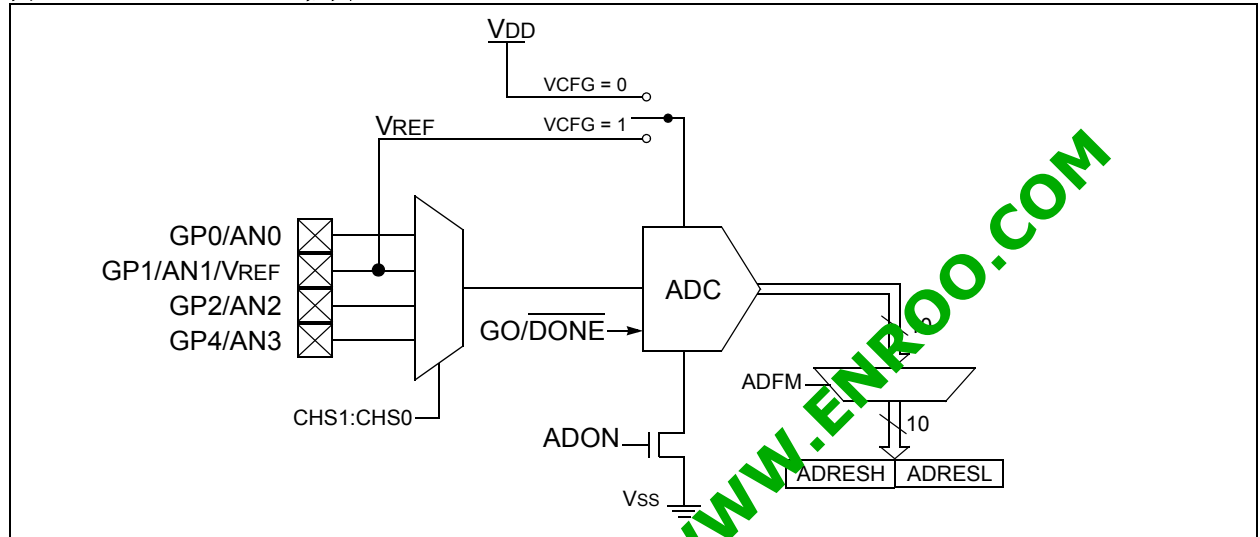 VDD
VCFG = 0
VREF
VCFG = 1
GP0/AN0
GP1/AN1/VREF
GP2/AN2
GP4/AN3
ADC
GO/DONE
10
ADFM
CHS1:CHS0
10
ADON
ADRESH ADRESL
VSS
WWW.ENROO.COM